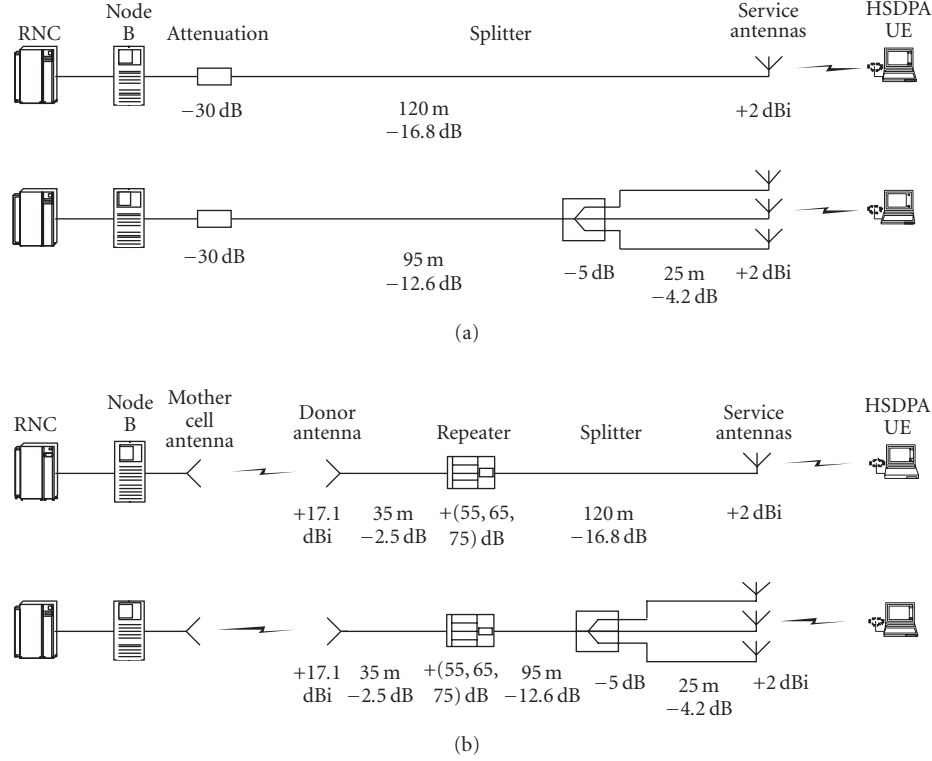 RNC
Node
B
Attenuation
Splitter
Service
antennas
HSDPA
UE
−30 dB
120 m
−16.8 dB
+2 dBi
−30 dB
95 m
−12.6 dB
−5 dB
25 m
−4.2 dB
+2 dBi
(a)
RNC
Node
B
Mother
cell
antenna
Donor
antenna
Repeater
Splitter
Service
antennas
HSDPA
UE
+17.1
dBi
35 m
−2.5 dB
+(55, 65,
75) dB
120 m
−16.8 dB
+2 dBi
+17.1
dBi
35 m
−2.5 dB
+(55, 65,
75) dB
95 m
−12.6 dB
−5 dB
25 m
−4.2 dB
+2 dBi
(b)